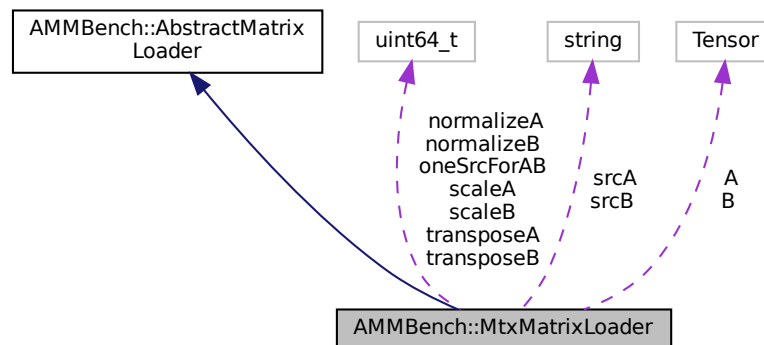 AMMBench::AbstractMatrix
Loader
uint64_t
string
Tensor
normalizeA
normalizeB
oneSrcForAB
scaleA
scaleB
transposeA
transposeB
srcA
srcB
A
B
AMMBench::MtxMatrixLoader